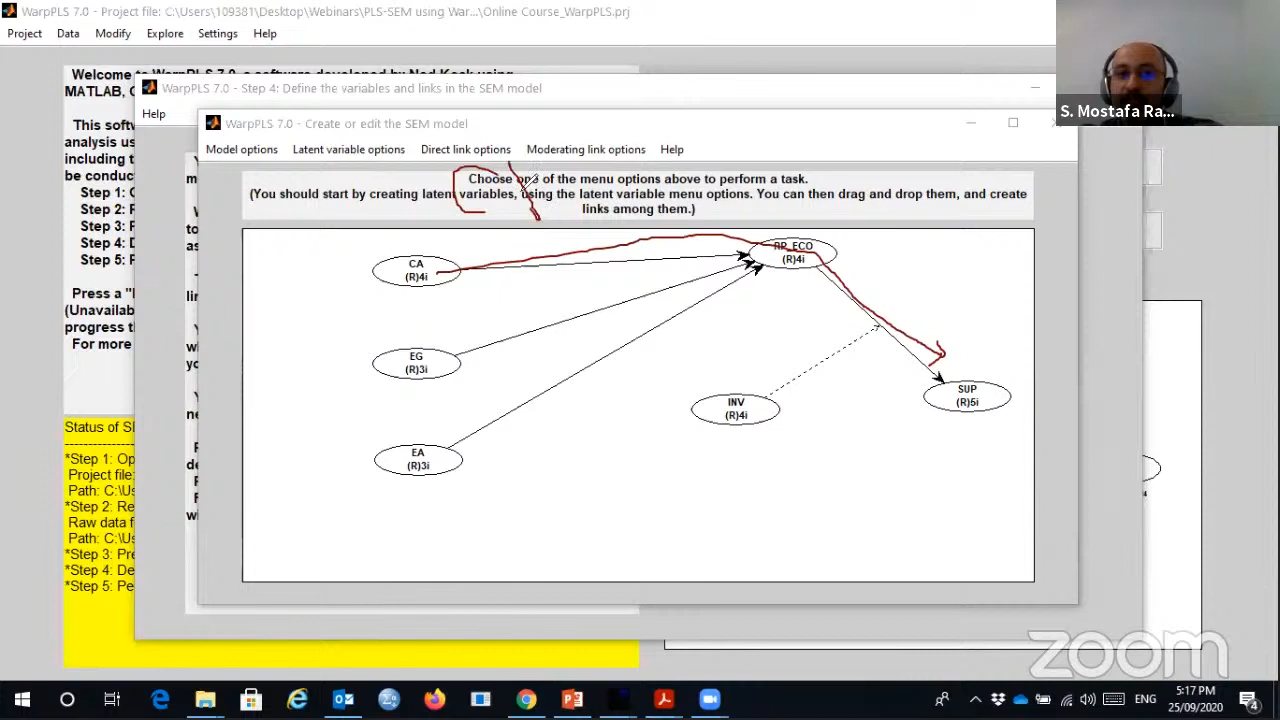 WarpPLS 7.0 - Project file: C:\Users\109381\Desktop\Webinars\PLS-SEM using War...\Online Course_WarpPLS.prj
Project Data Modify Explore Settings Help
MATLAB, C
This softw
analysis us
including t
be conduct
Step 1: O
Step 2: R
Step 3: P
Step 4: D
Step 5: P
Press a "
(Unavailab
progress t
For more
Status of S
*Step 1: Op
Project file:
Path: C:\Us
*Step 2: Re
Raw data f
Path: C:\Us
*Step 3: Pre
*Step 4: De
*Step 5: Pe
WarpPLS 7.0 - Step 4: Define the variables and links in the SEM model
Help
WarpPLS 7.0 - Create or edit the SEM model
Model options Latent variable options Direct link options Moderating link options Help
Choose one of the menu options above to perform a task.
(You should start by creating latent variables, using the latent variable menu options. You can then drag and drop them, and create
links among them.)
CA
(R)4i
RP_ECO
(R)4i
EG
(R)3i
INV
(R)4i
SUP
(R)5i
EA
(R)3i
S. Mostafa Ra...
zoom
ENG
5:17 PM
25/09/2020
4